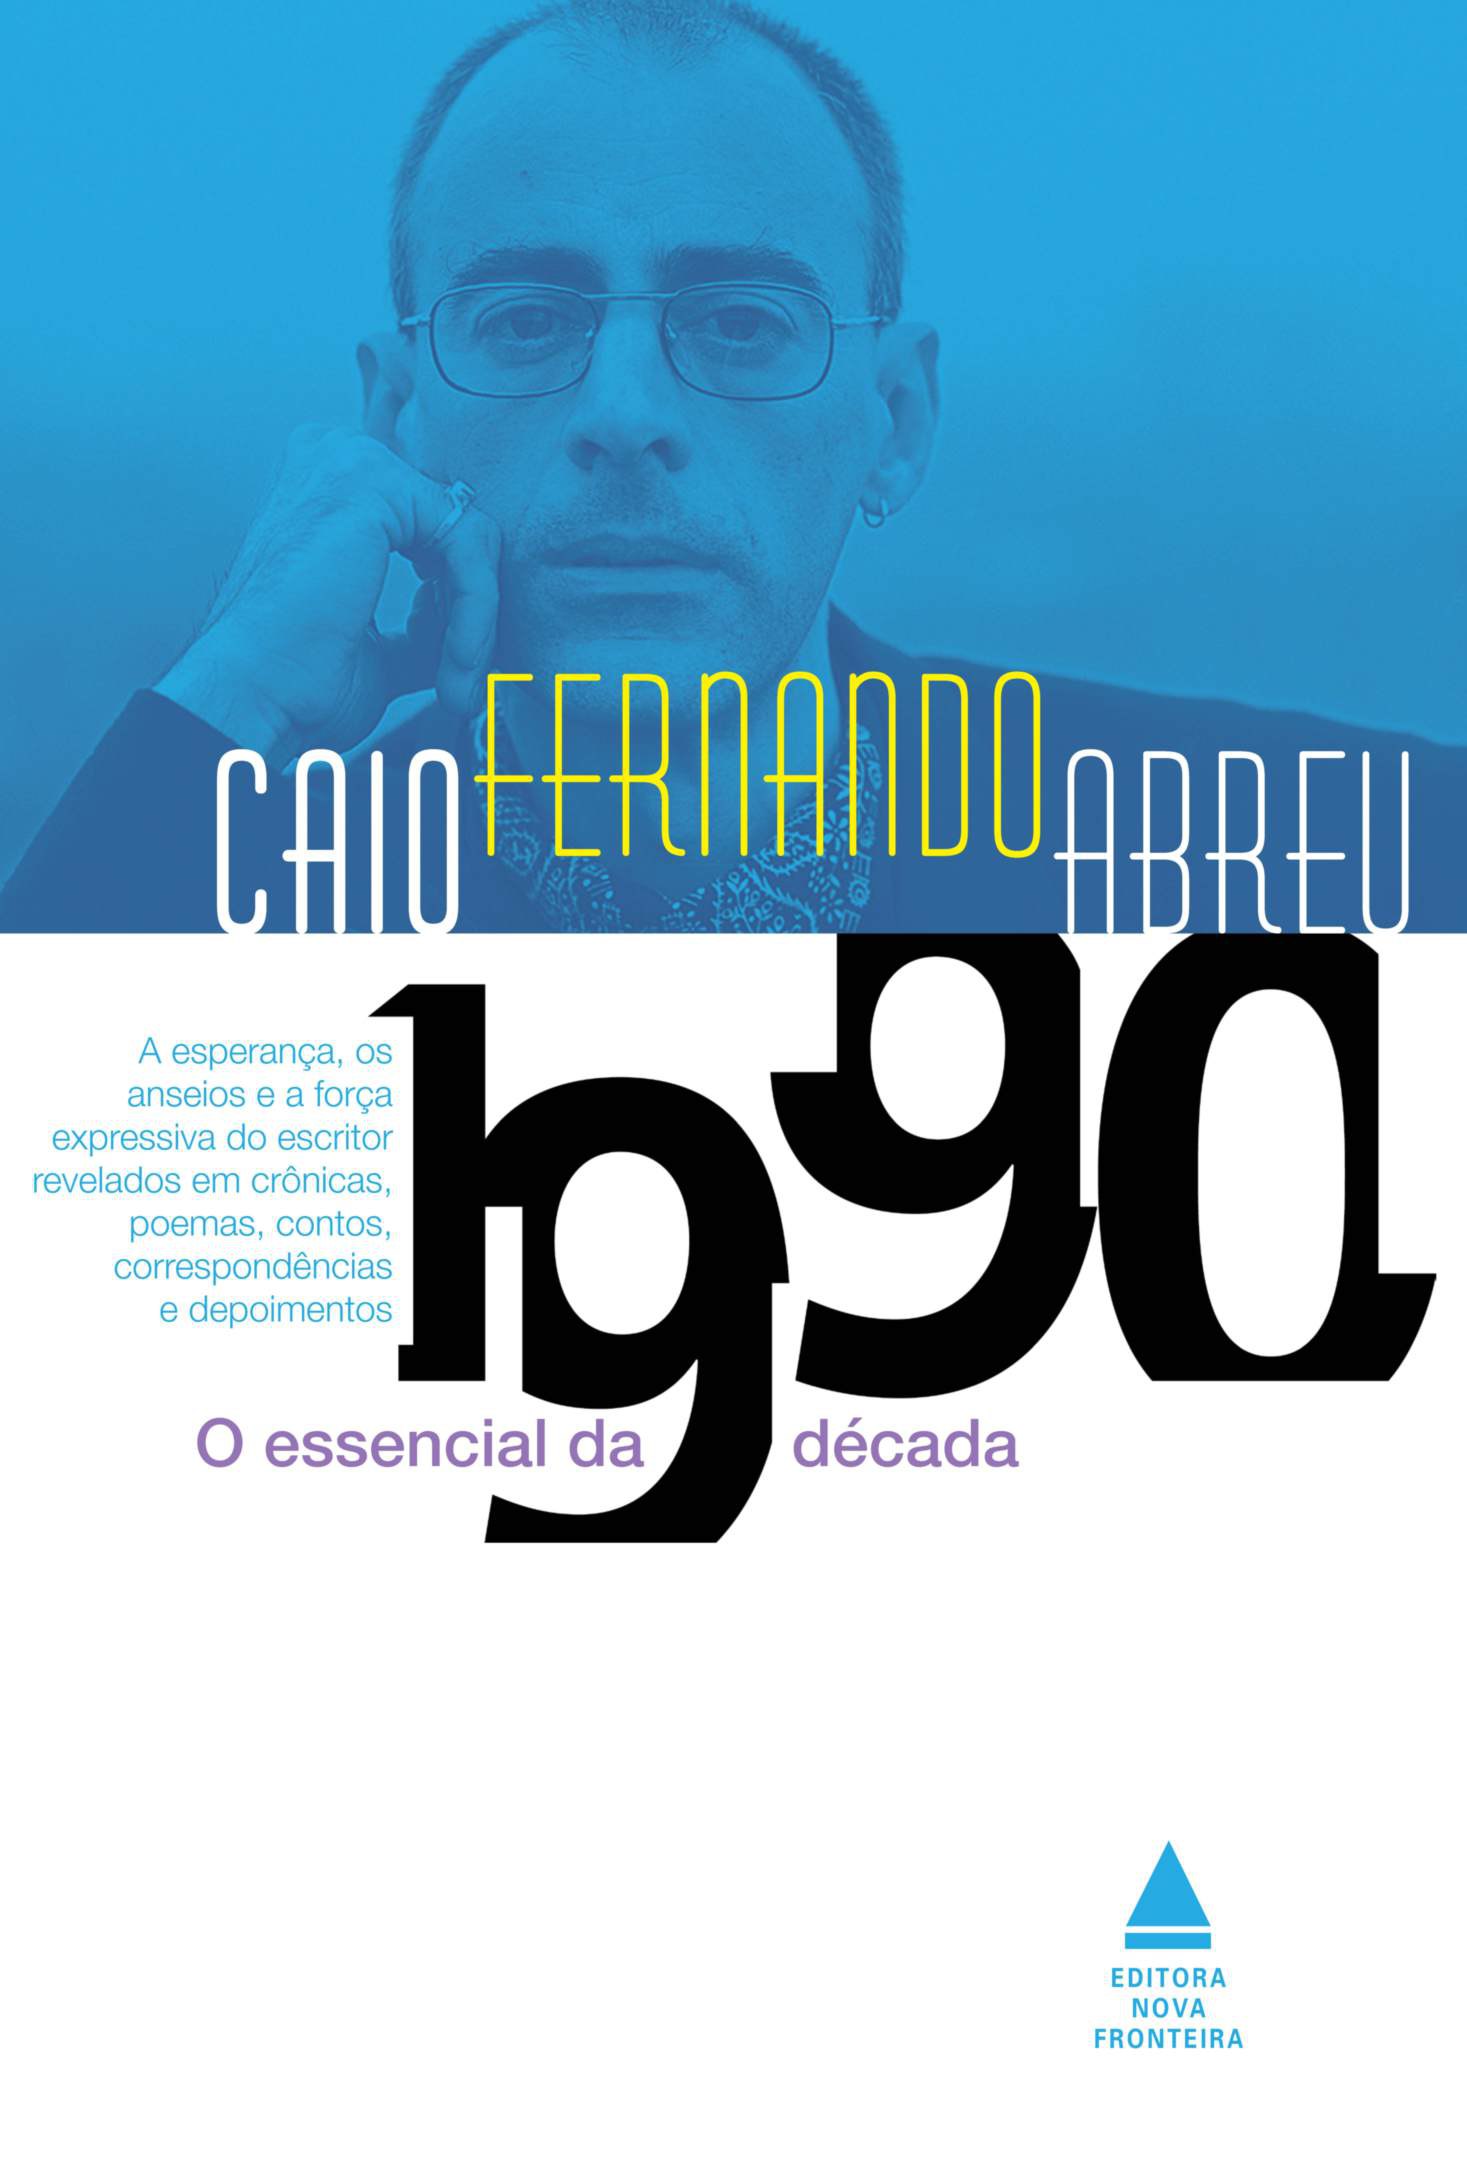 CAIO FERNANDO ABREU
1990
A esperança, os
anseios e a força
expressiva do escritor
revelados em crônicas,
poemas, contos,
correspondências
e depoimentos
O essencial da década
EDITORA
NOVA
FRONTEIRA